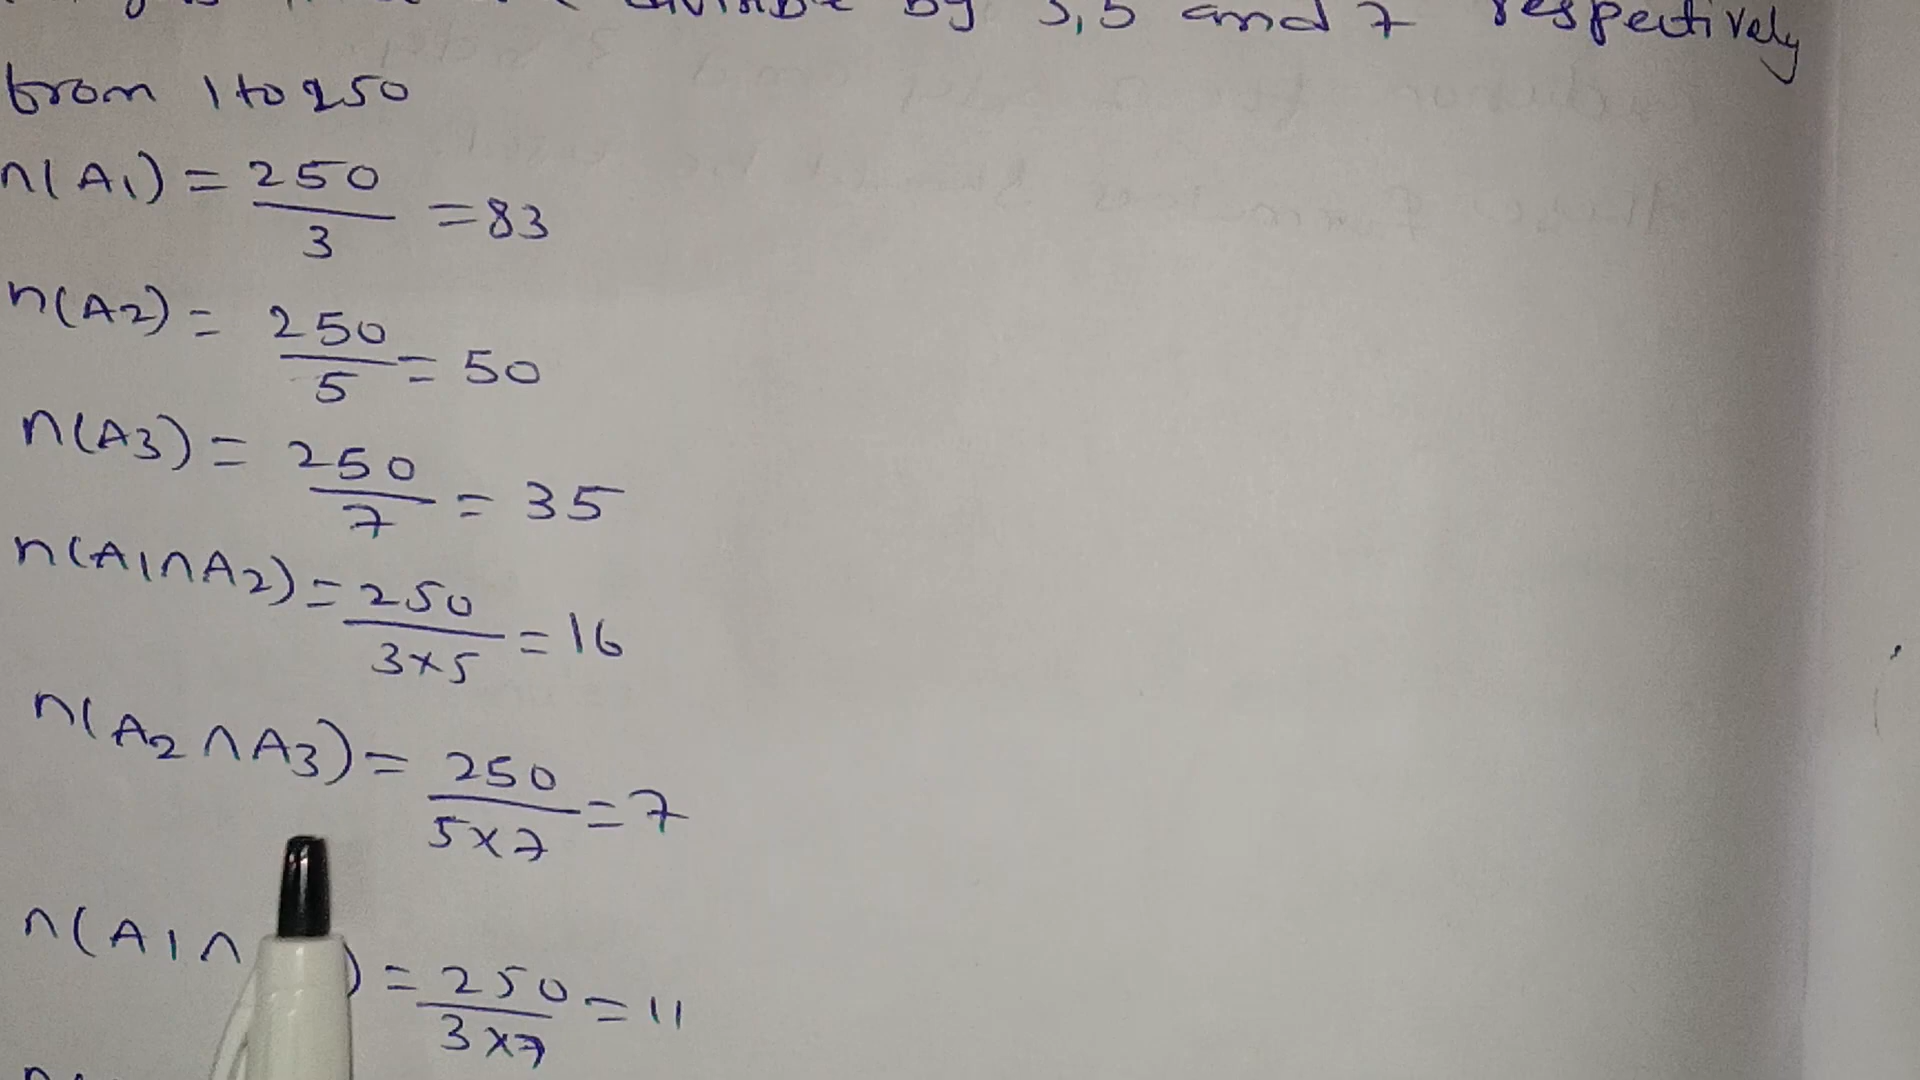 by 3,5 and 7 respectively
from 1 to 250
n(A1) = 250/3 = 83
n(A2) = 250/5 = 50
n(A3) = 250/7 = 35
n(A1∩A2) = 250/3×5 = 16
n(A2∩A3) = 250/5×7 = 7
n(A1∩ ) = 250/3×7 = 11